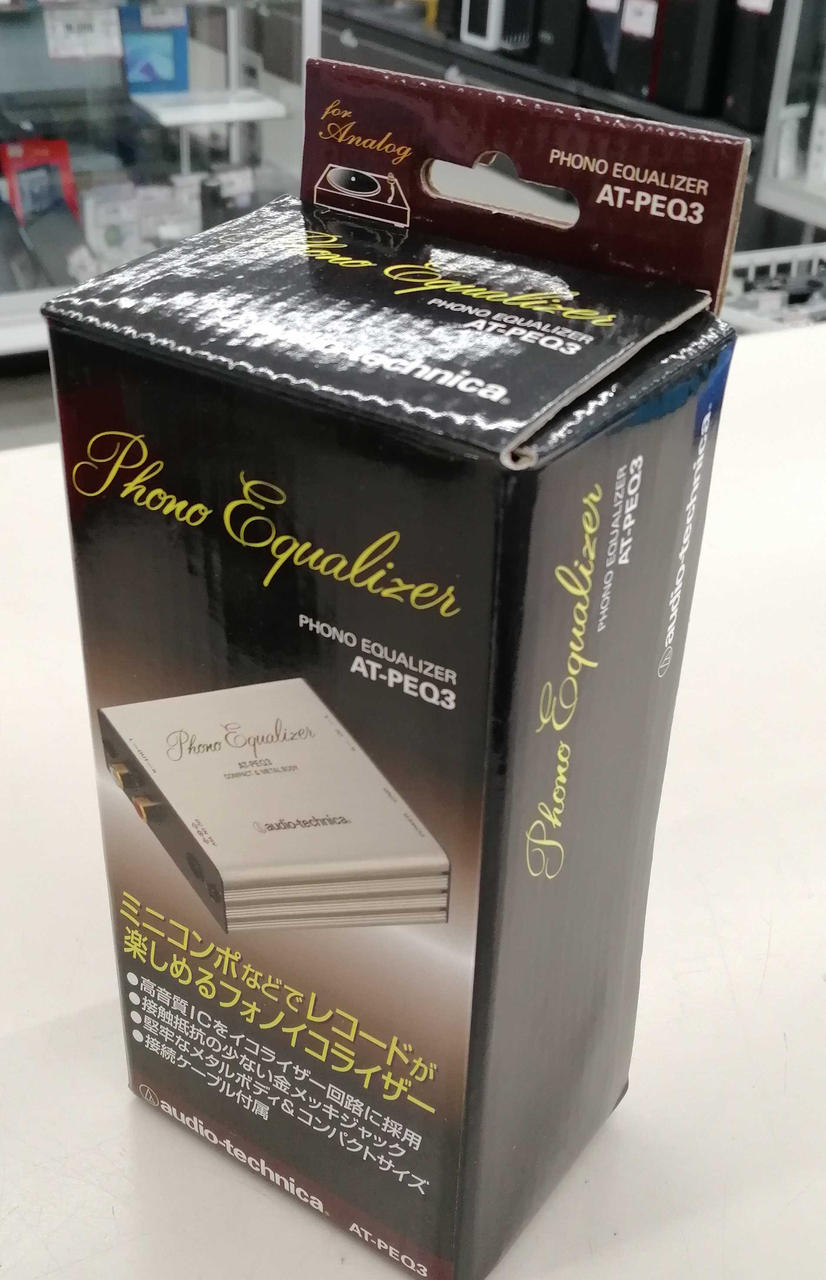 for
Analog
PHONO EQUALIZER
AT-PEQ3
Phono Equalizer
PHONO EQUALIZER
AT-PEQ3
audio-technica
Phono Equalizer
PHONO EQUALIZER
AT-PEQ3
Phono Equalizer
AT-PEQ3
COMPACT & METAL BODY
audio-technica
ミニコンポなどでレコードが
楽しめるフォノイコライザー
●高音質ICをイコライザー回路に採用
●接触抵抗の少ない金メッキジャック
●堅牢なメタルボディ&コンパクトサイズ
●接続ケーブル付属
audio-technica
AT-PEQ3
Phono Equalizer
PHONO EQUALIZER
AT-PEQ3
audio-technica